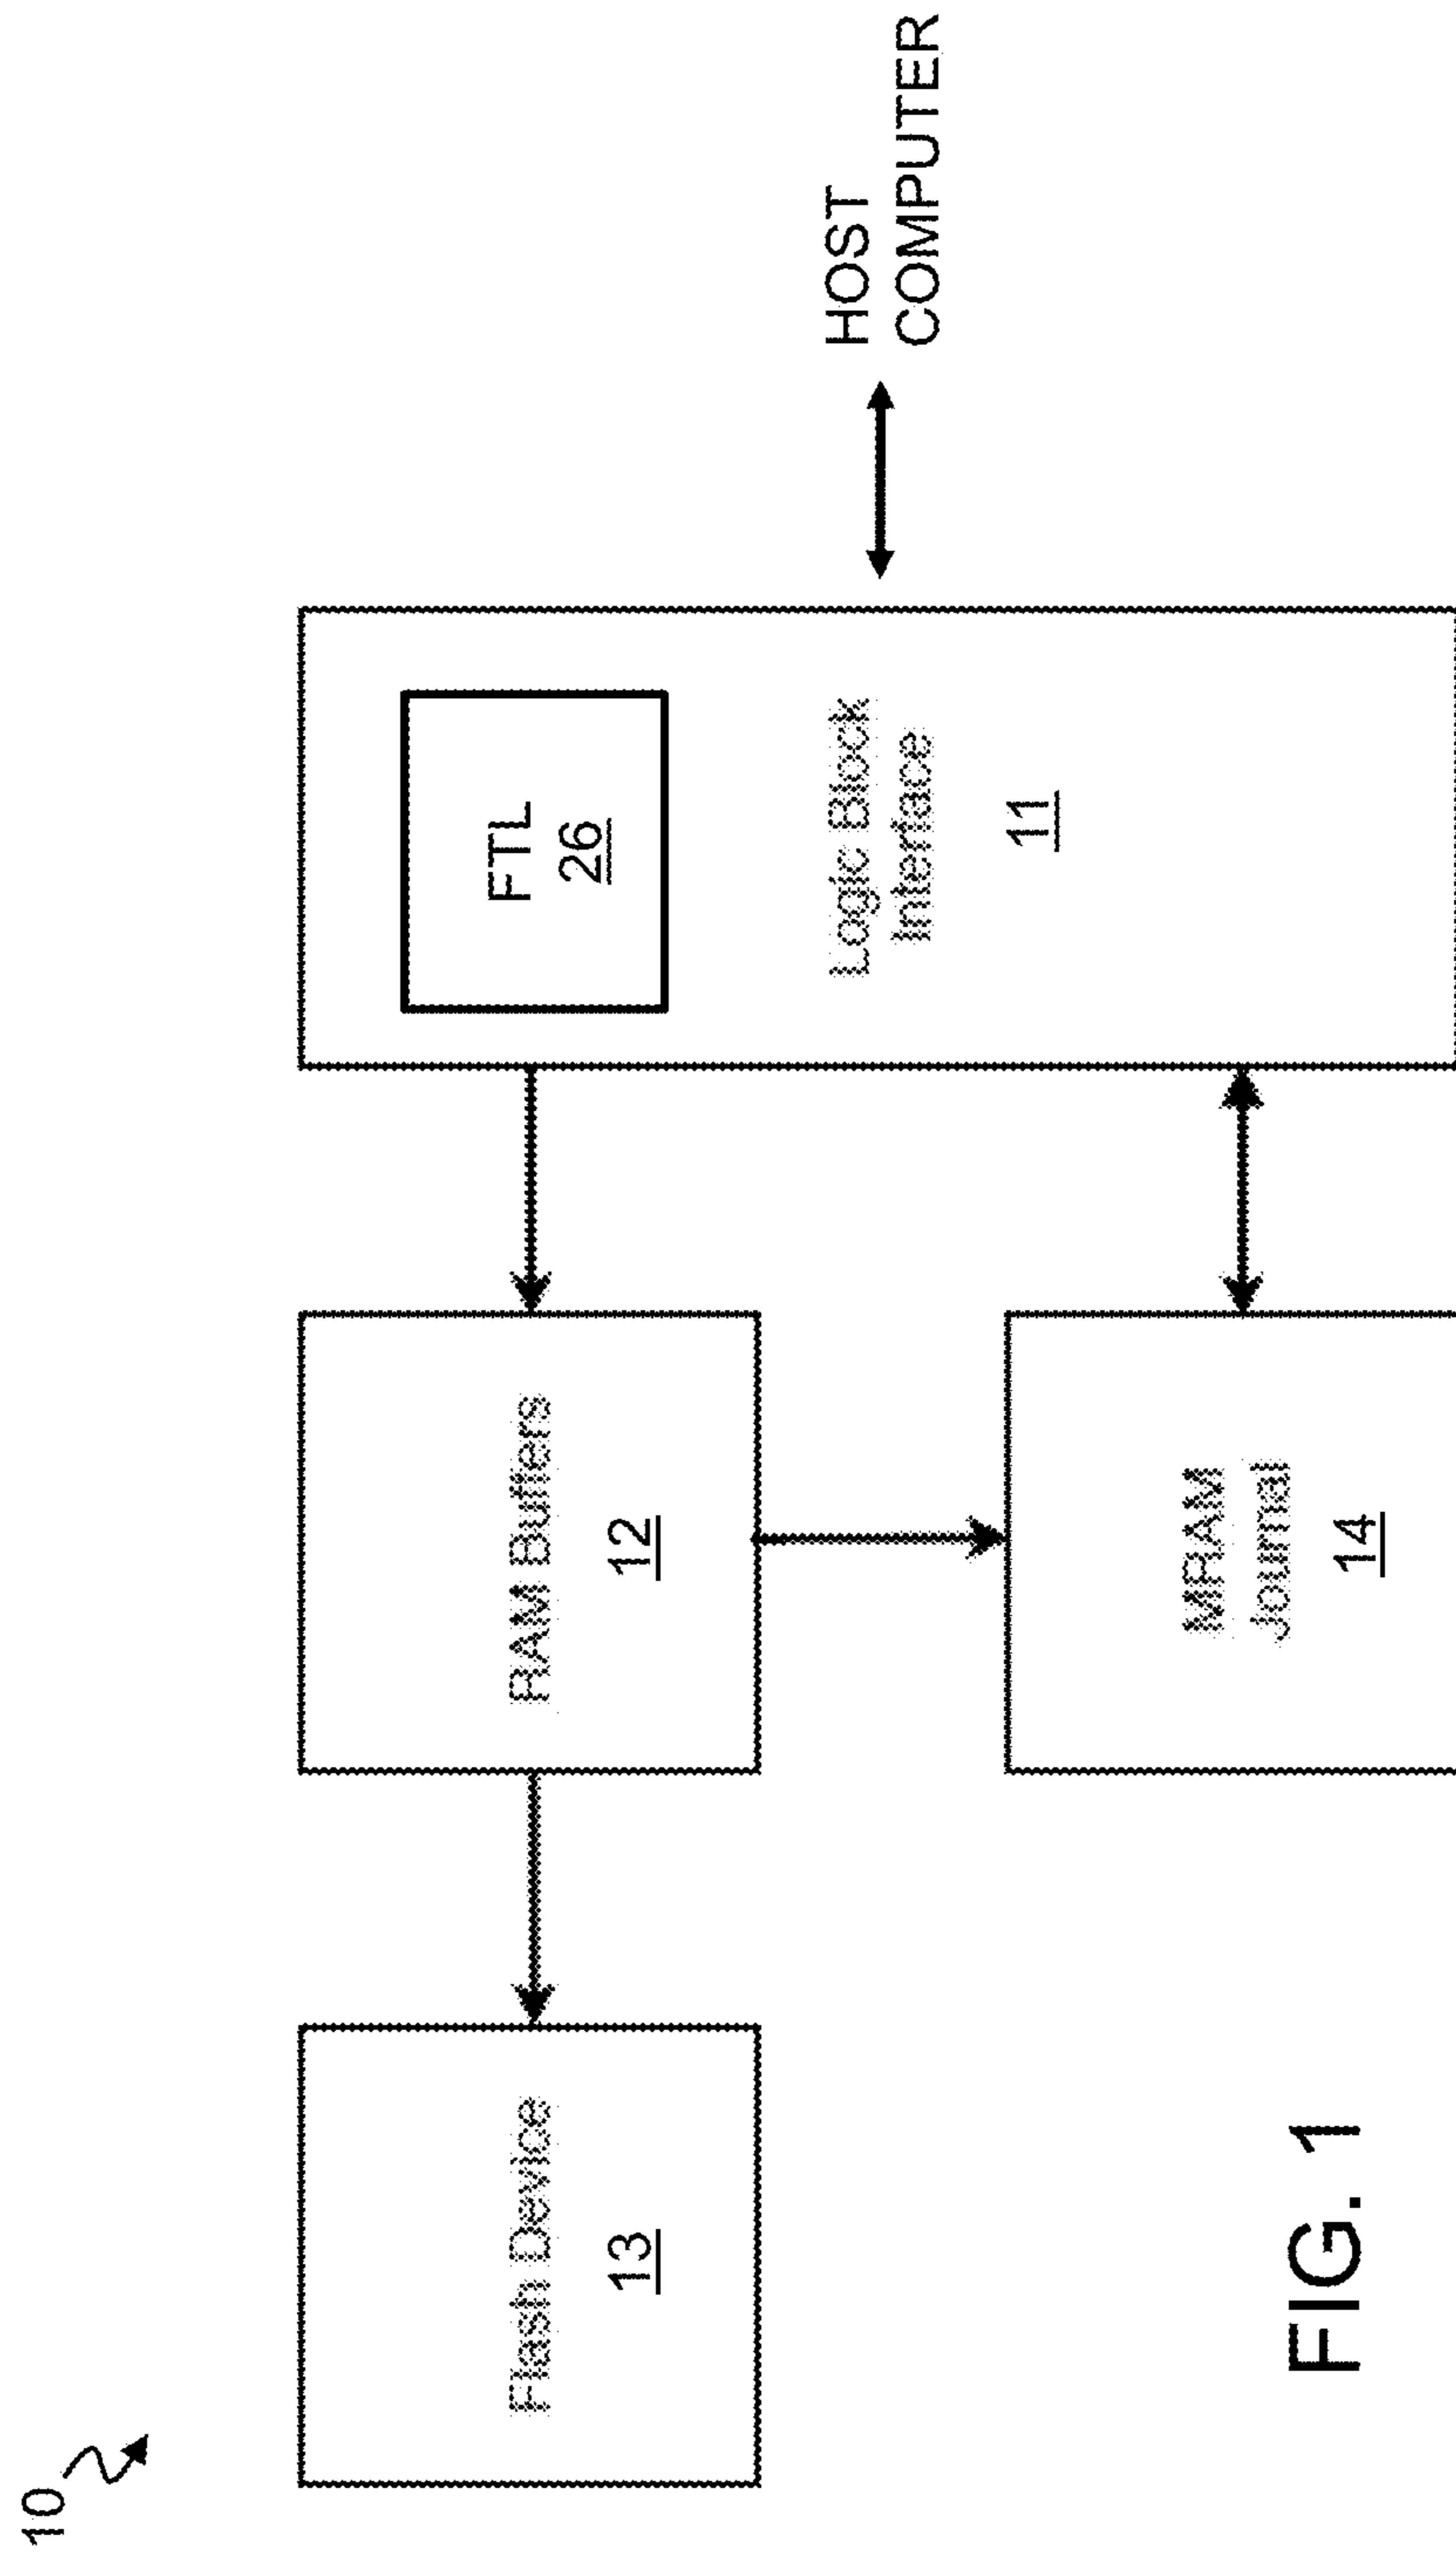 10
Flash Device
13
RAM Buffers
12
MRAM
Journal
14
FTL
26
Logic Block
Interface
11
HOST
COMPUTER
FIG. 1